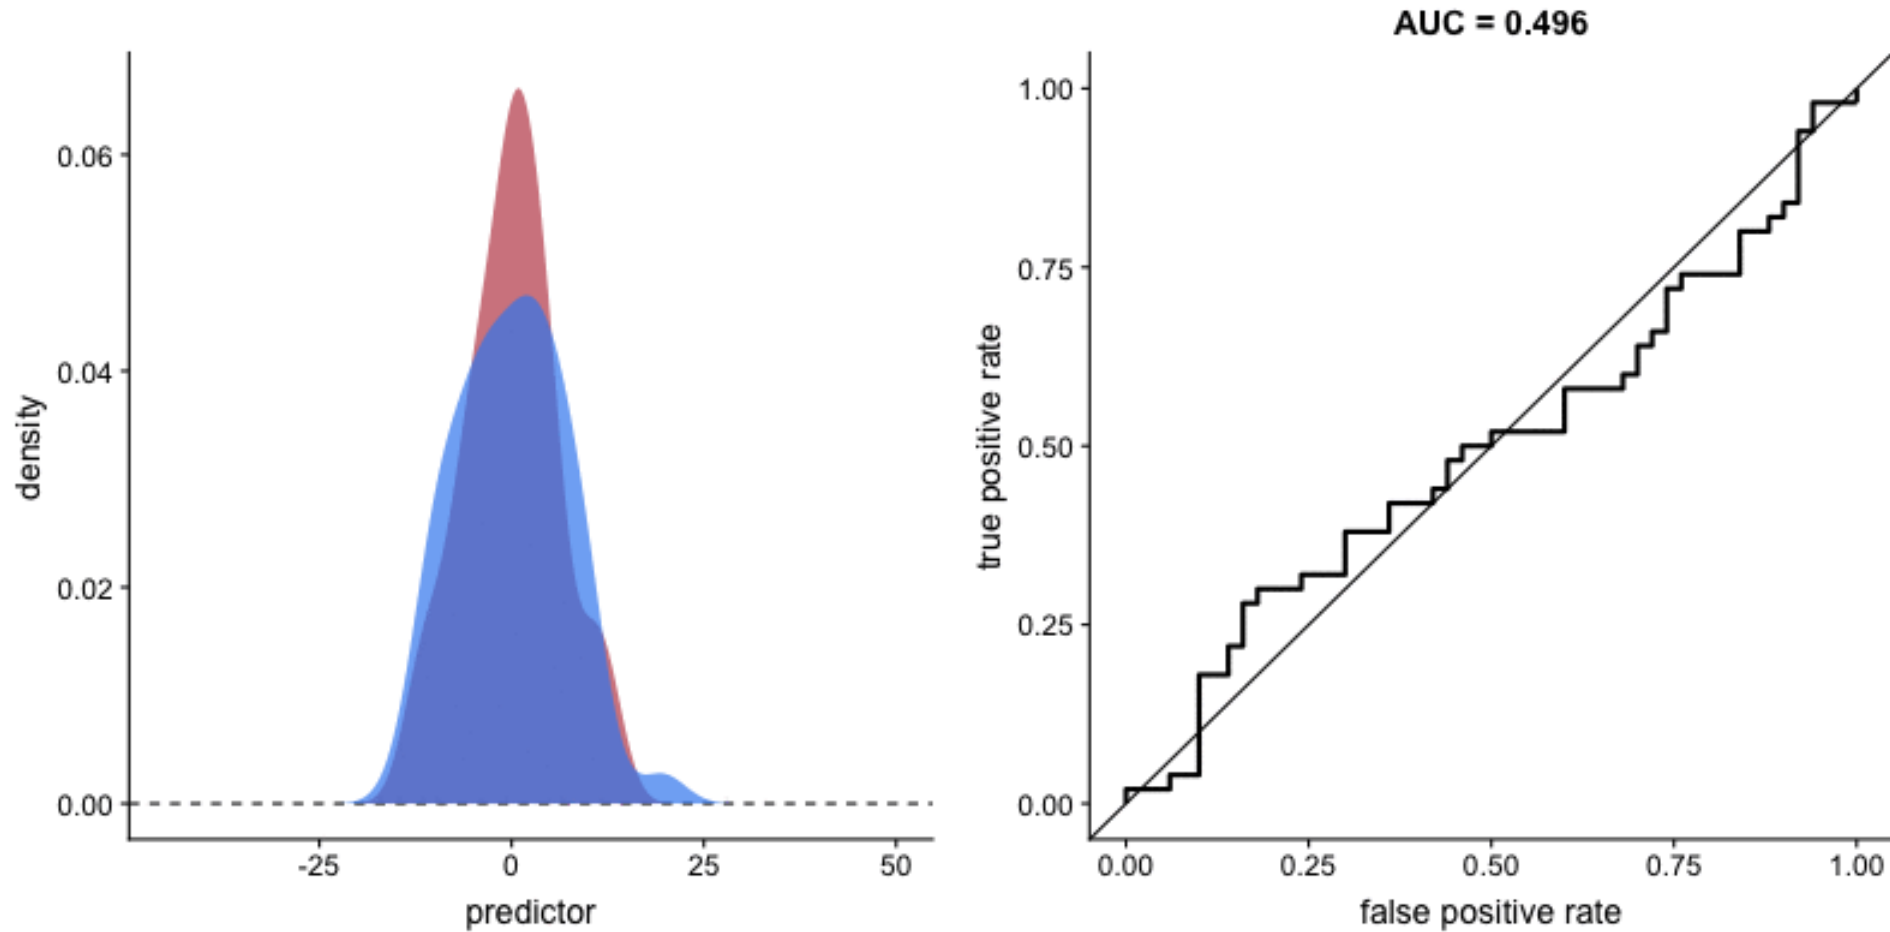 density
0.06
0.04
0.02
0.00
-25 0 25 50
predictor
AUC = 0.496
true positive rate
1.00
0.75
0.50
0.25
0.00
0.00 0.25 0.50 0.75 1.00
false positive rate